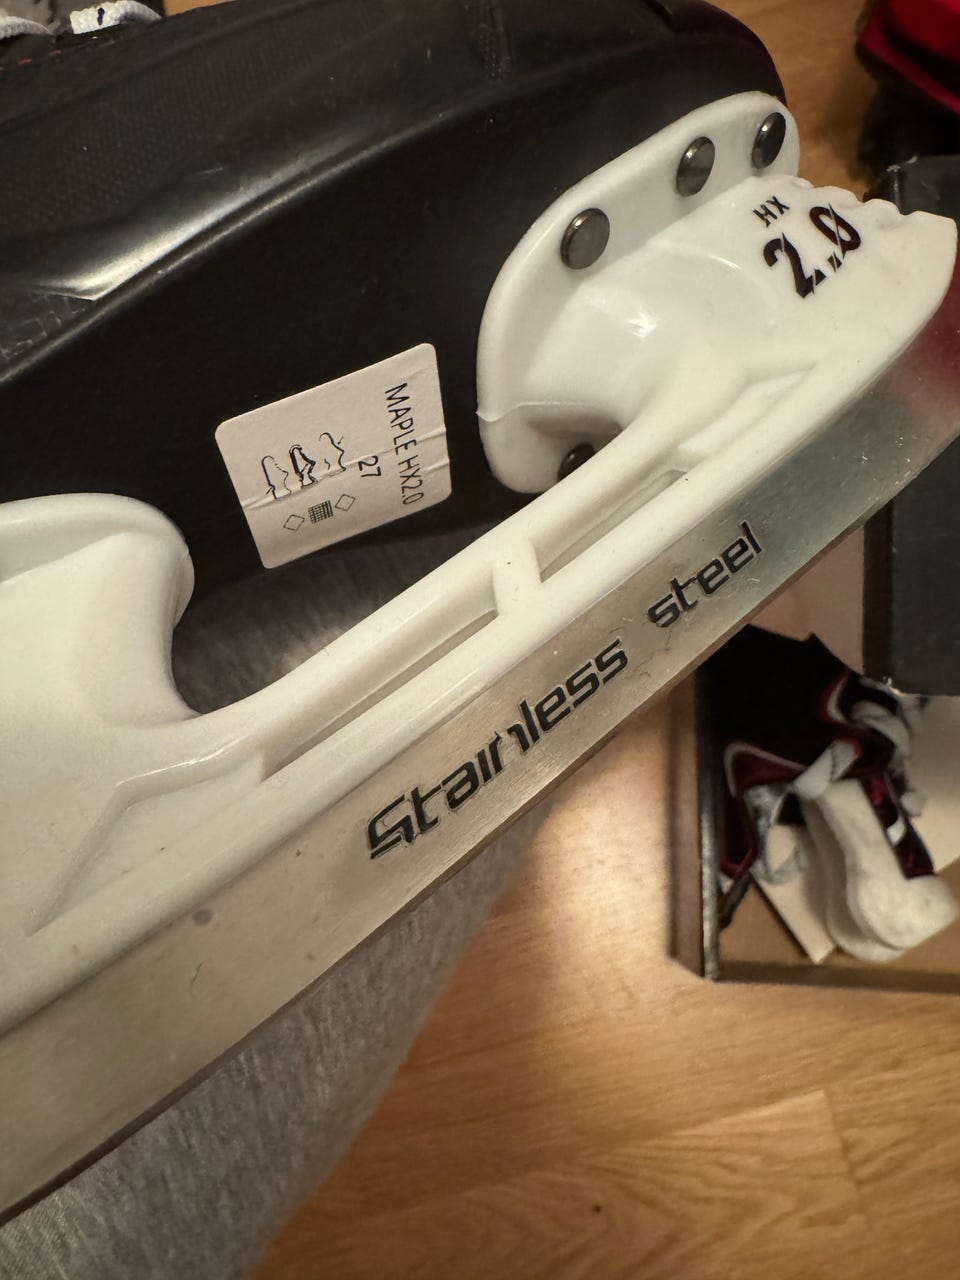 HX
2.0
MAPLE HX2.0
27
Stainless steel